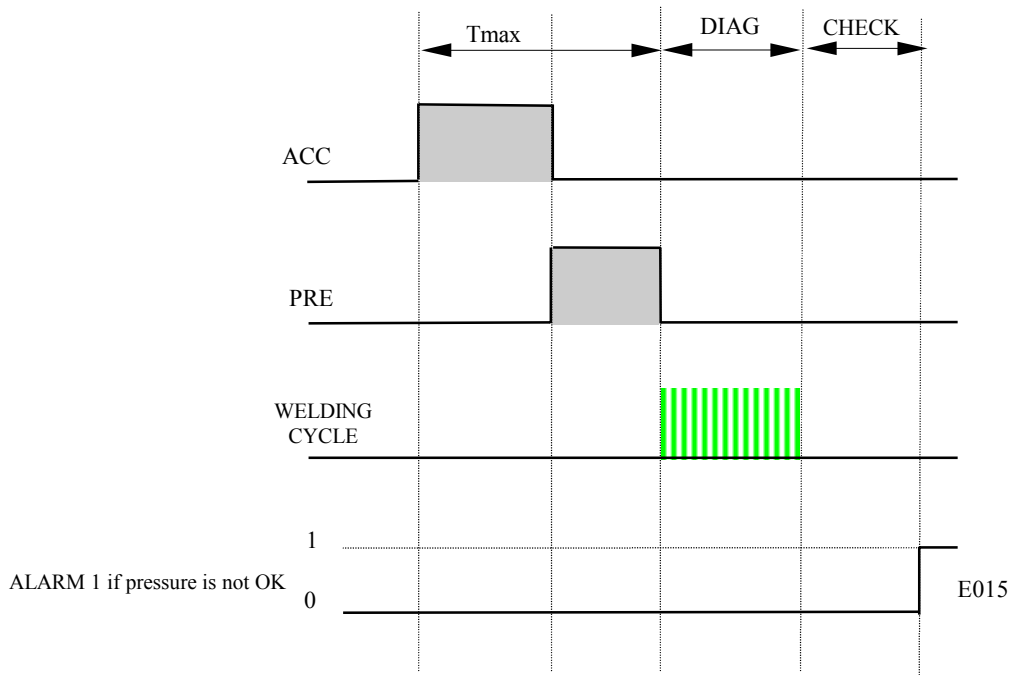 Tmax
DIAG
CHECK
ACC
PRE
WELDING
CYCLE
1
ALARM 1 if pressure is not OK
0
E015